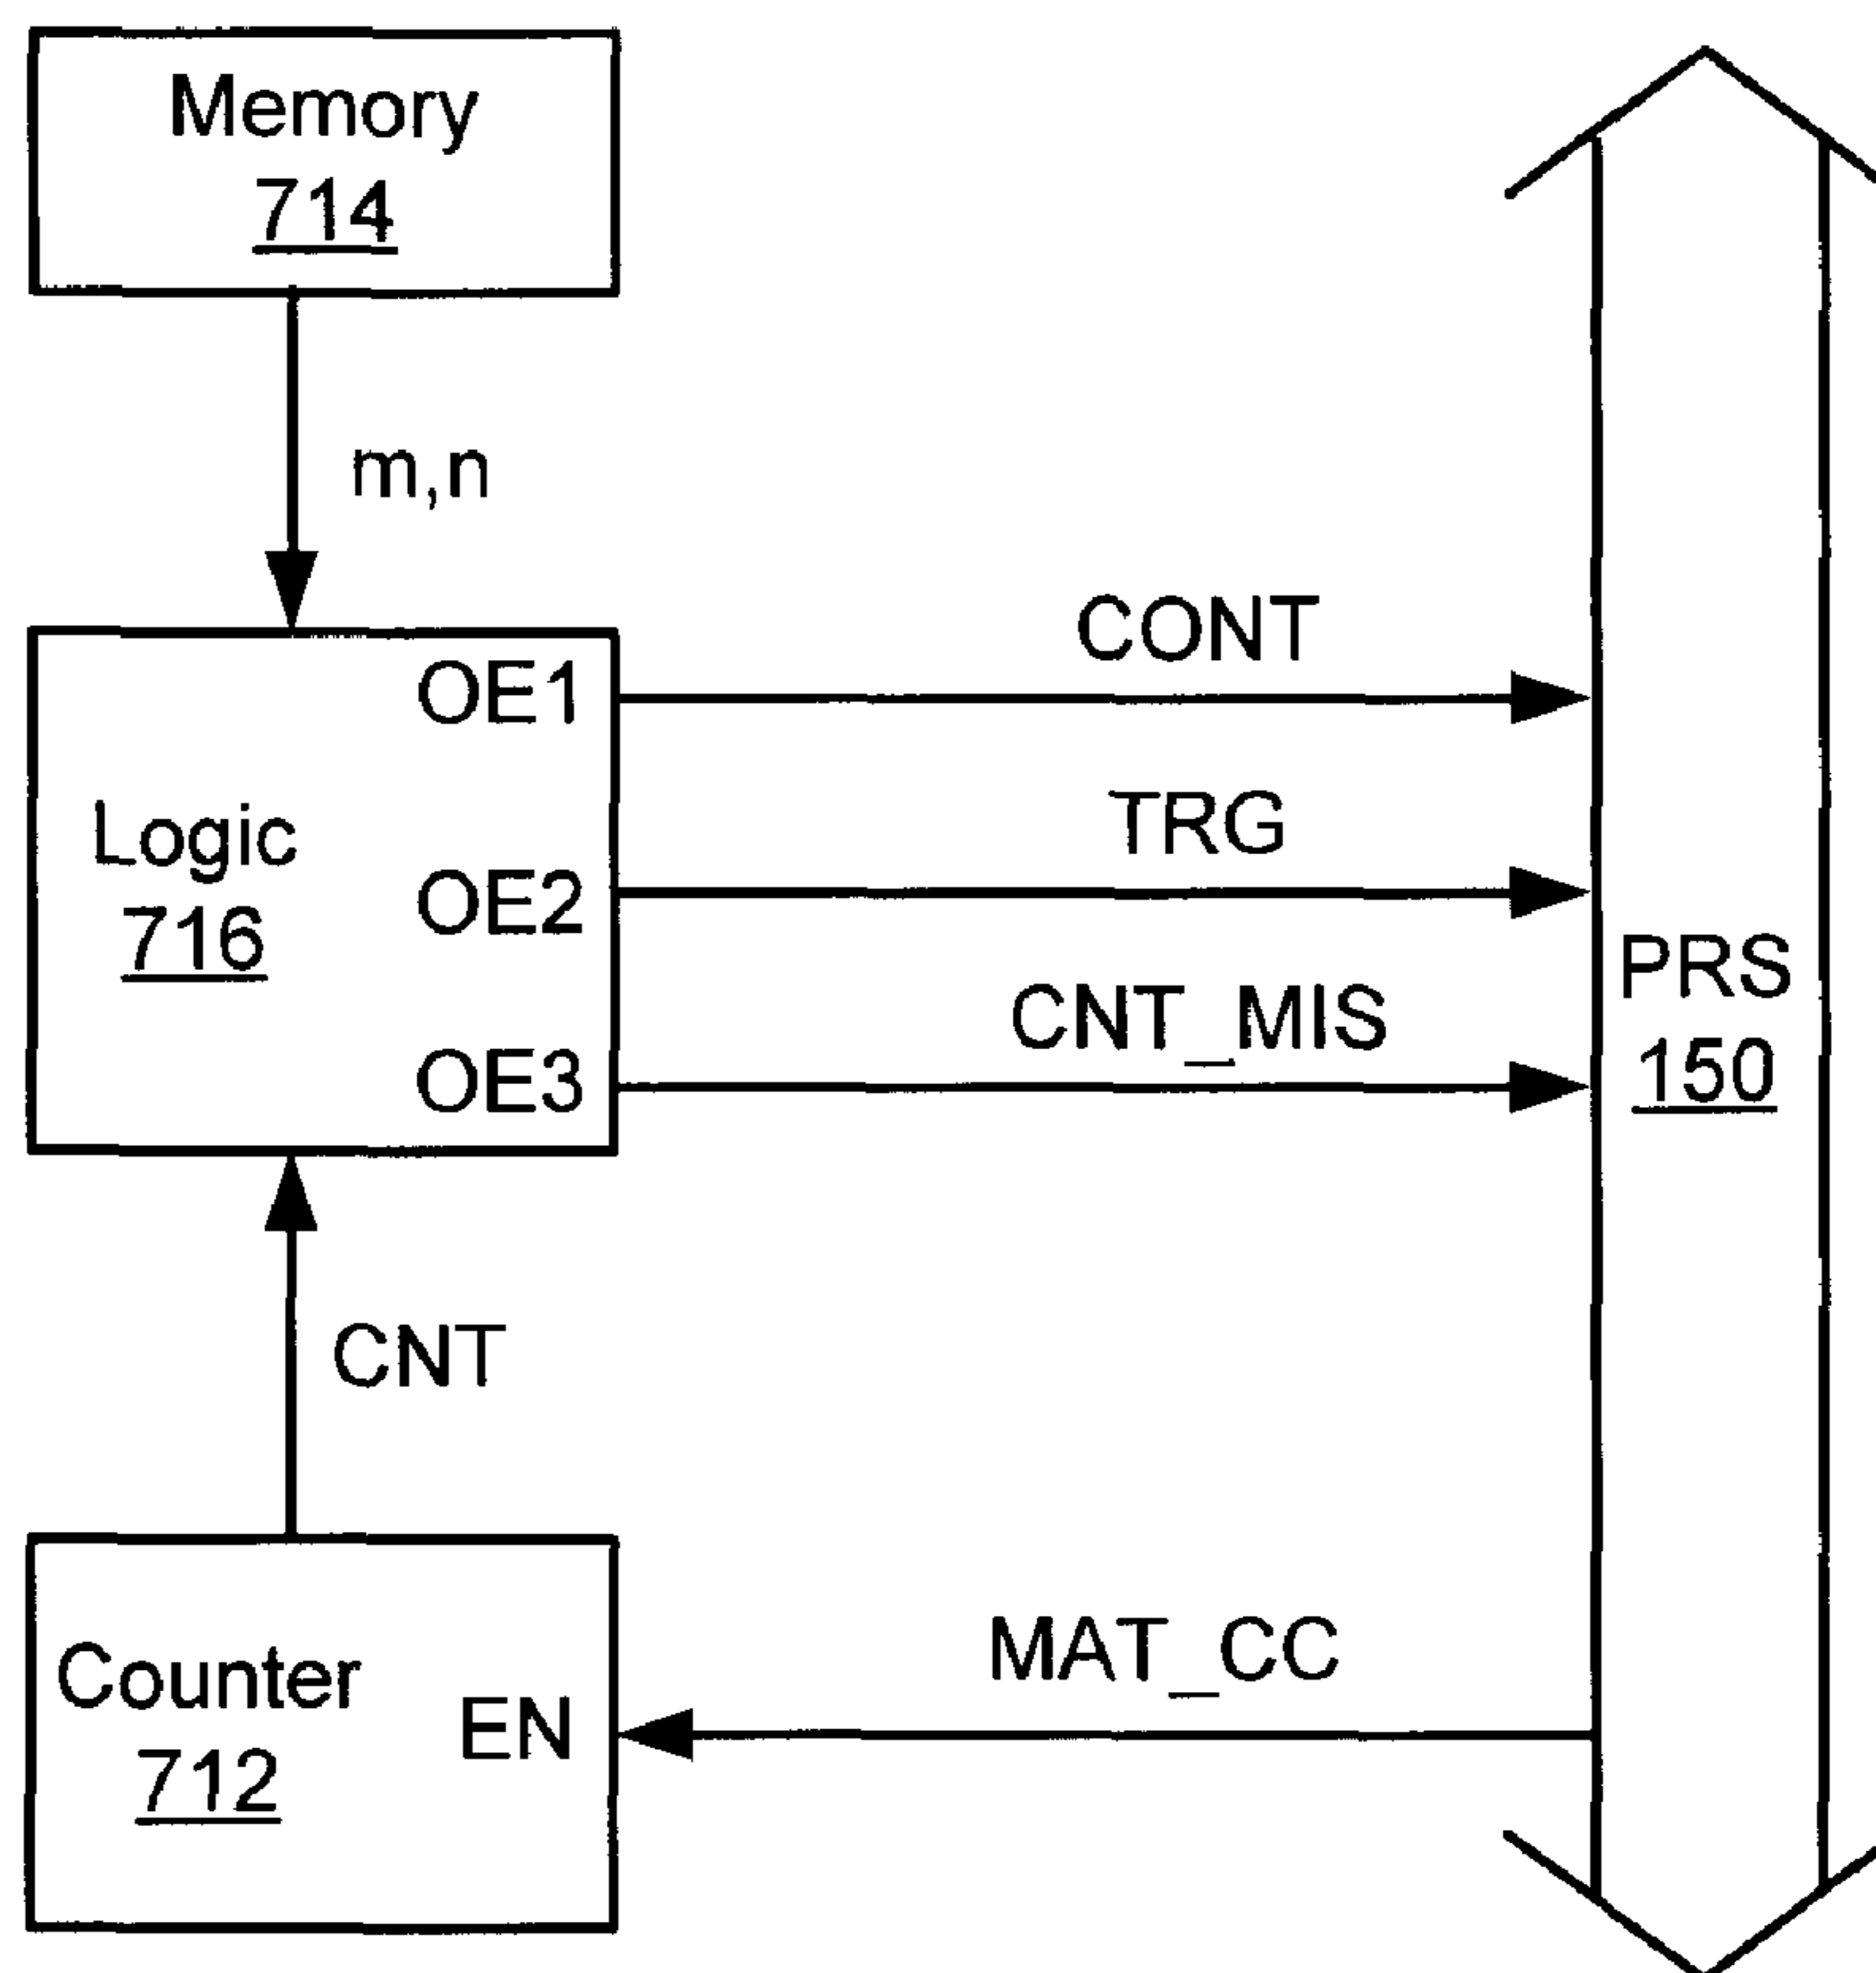 Memory
714
m,n
CONT
OE1
TRG
Logic
OE2
716
PRS
CNT_MIS
150
OE3
CNT
MAT_CC
Counter
EN
712